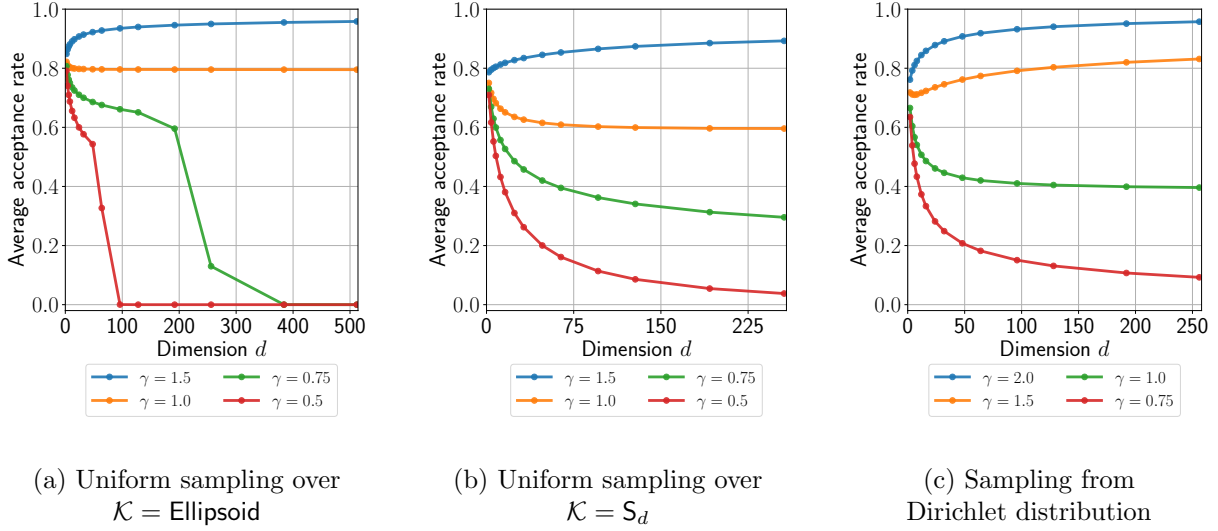 1.0
0.8
0.6
0.4
0.2
0.0
Average acceptance rate
0 100 200 300 400 500
Dimension d
γ = 1.5 γ = 0.75
γ = 1.0 γ = 0.5
(a) Uniform sampling over
𝒦 = Ellipsoid
1.0
0.8
0.6
0.4
0.2
0.0
Average acceptance rate
0 75 150 225
Dimension d
γ = 1.5 γ = 0.75
γ = 1.0 γ = 0.5
(b) Uniform sampling over
𝒦 = S_d
1.0
0.8
0.6
0.4
0.2
0.0
Average acceptance rate
0 50 100 150 200 250
Dimension d
γ = 2.0 γ = 1.0
γ = 1.5 γ = 0.75
(c) Sampling from
Dirichlet distribution